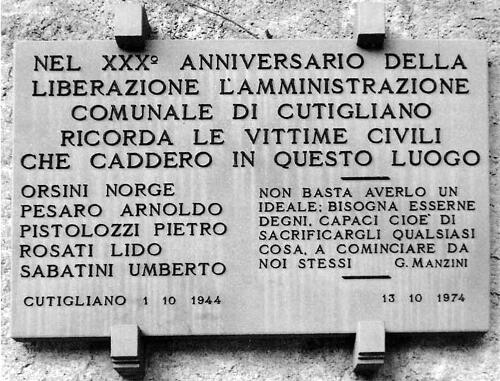 NEL XXXº ANNIVERSARIO DELLA
LIBERAZIONE L'AMMINISTRAZIONE
COMUNALE DI CUTIGLIANO
RICORDA LE VITTIME CIVILI
CHE CADDERO IN QUESTO LUOGO
ORSINI NORGE
PESARO ARNOLDO
PISTOLOZZI PIETRO
ROSATI LIDO
SABATINI UMBERTO
CUTIGLIANO 1 10 1944
NON BASTA AVERLO UN
IDEALE; BISOGNA ESSERNE
DEGNI, CAPACI CIOE' DI
SACRIFICARGLI QUALSIASI
COSA, A COMINCIARE DA
NOI STESSI G. MANZINI
13 10 1974